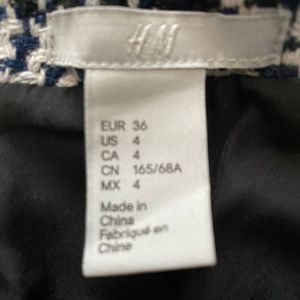 H&M
EUR 36
US 4
CA 4
CN 165/68A
MX 4
Made in
China
Fabriqué en
Chine